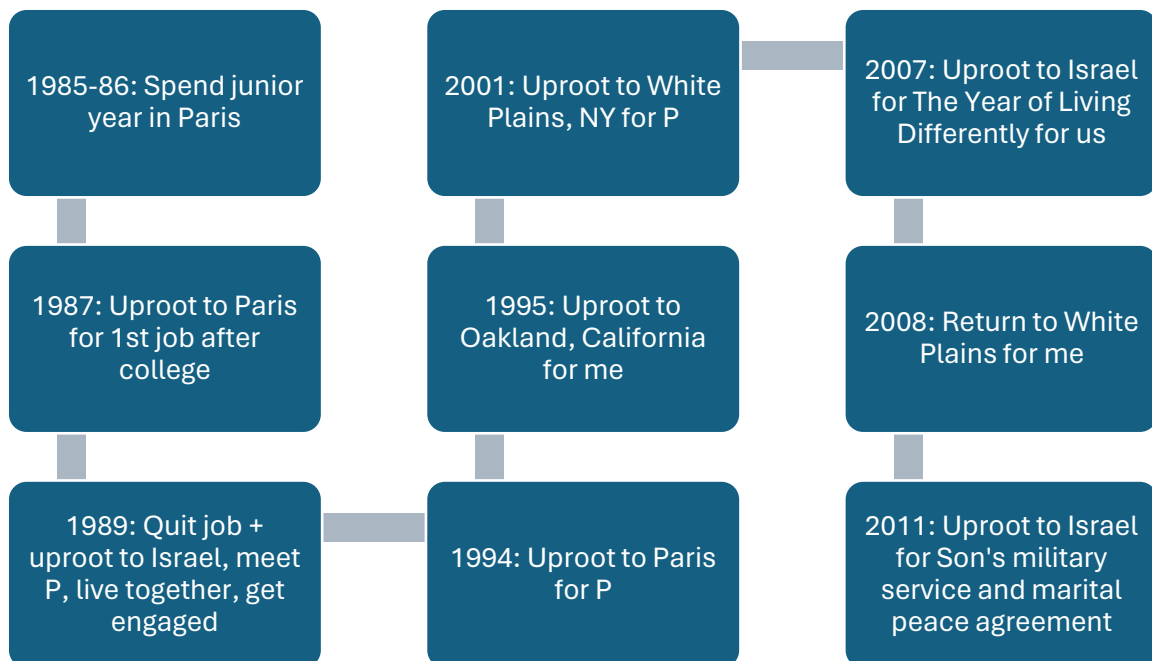 1985-86: Spend junior
year in Paris
1987: Uproot to Paris
for 1st job after
college
1989: Quit job +
uproot to Israel, meet
P, live together, get
engaged
1994: Uproot to Paris
for P
1995: Uproot to
Oakland, California
for me
2001: Uproot to White
Plains, NY for P
2007: Uproot to Israel
for The Year of Living
Differently for us
2008: Return to White
Plains for me
2011: Uproot to Israel
for Son's military
service and marital
peace agreement